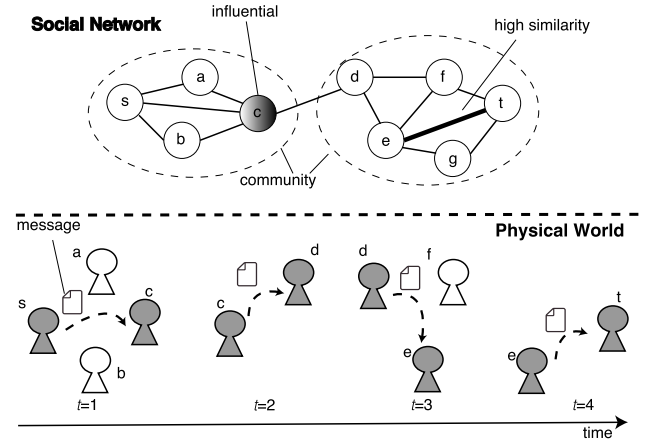 influential
Social Network
high similarity
a
d
f
s
c
t
b
e
g
community
message
Physical World
a
d
d
f
s
c
c
t
b
e
e
t=1
t=2
t=3
t=4
time